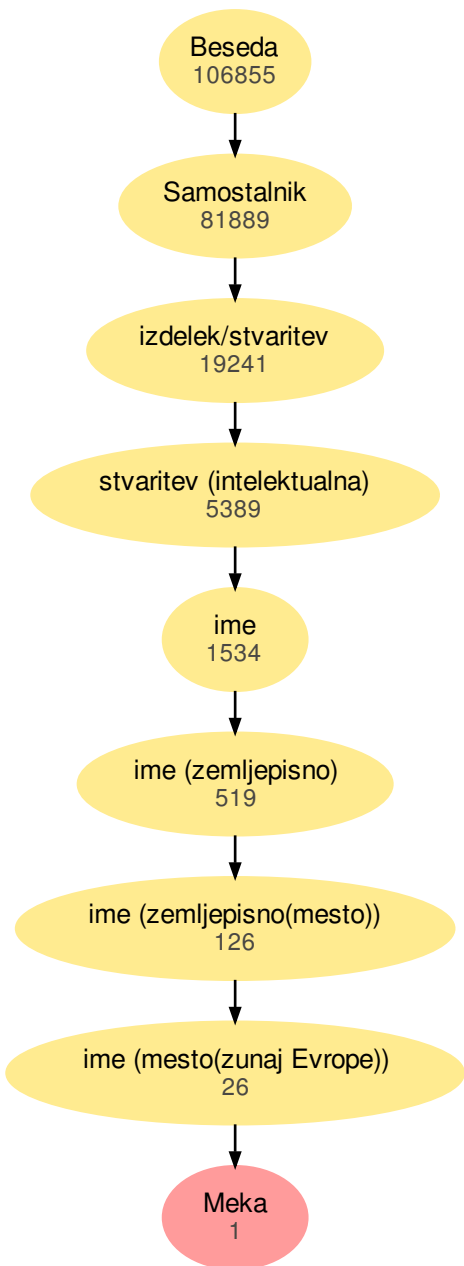 Beseda
106855
Samostalnik
81889
izdelek/stvaritev
19241
stvaritev (intelektualna)
5389
ime
1534
ime (zemljepisno)
519
ime (zemljepisno(mesto))
126
ime (mesto(zunaj Evrope))
26
Meka
1